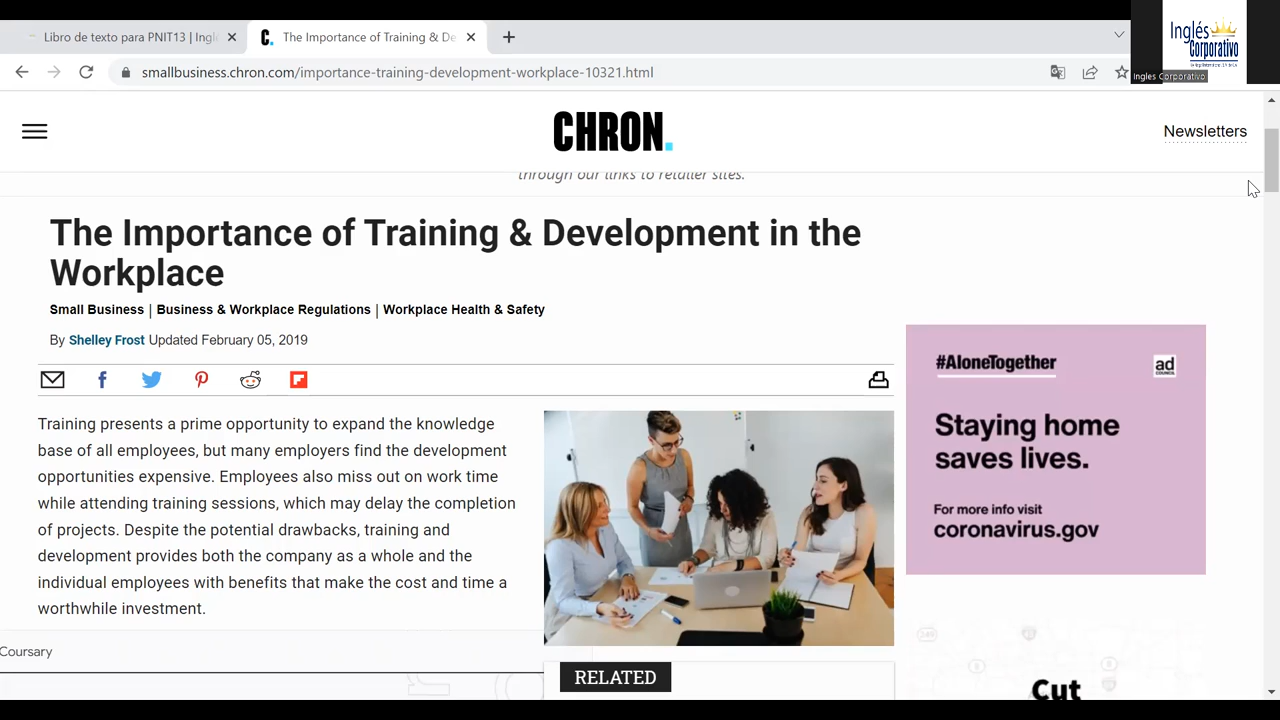 Libro de texto para PNIT13 | Inglé
C. The Importance of Training & De
smallbusiness.chron.com/importance-training-development-workplace-10321.html
Inglés
Corporativo
Ingles Corporativo
CHRON.
Newsletters
through our links to retailer sites.
The Importance of Training & Development in the
Workplace
Small Business | Business & Workplace Regulations | Workplace Health & Safety
By Shelley Frost Updated February 05, 2019
Training presents a prime opportunity to expand the knowledge
base of all employees, but many employers find the development
opportunities expensive. Employees also miss out on work time
while attending training sessions, which may delay the completion
of projects. Despite the potential drawbacks, training and
development provides both the company as a whole and the
individual employees with benefits that make the cost and time a
worthwhile investment.
Coursary
RELATED
#AloneTogether
ad
COUNCIL
Staying home
saves lives.
For more info visit
coronavirus.gov
Cut